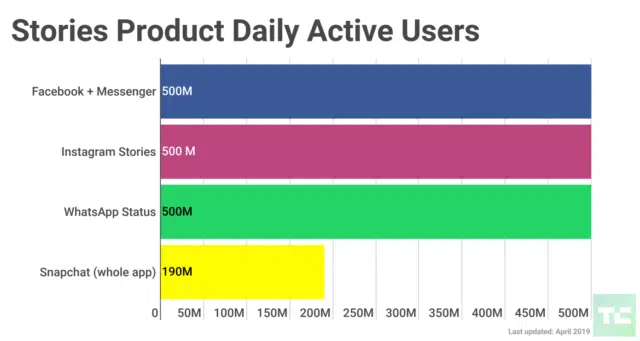 Stories Product Daily Active Users
Facebook + Messenger 500M
Instagram Stories 500 M
WhatsApp Status 500M
Snapchat (whole app) 190M
0 50M 100M 150M 200M 250M 300M 350M 400M 450M 500M
Last updated: April 2019
TC